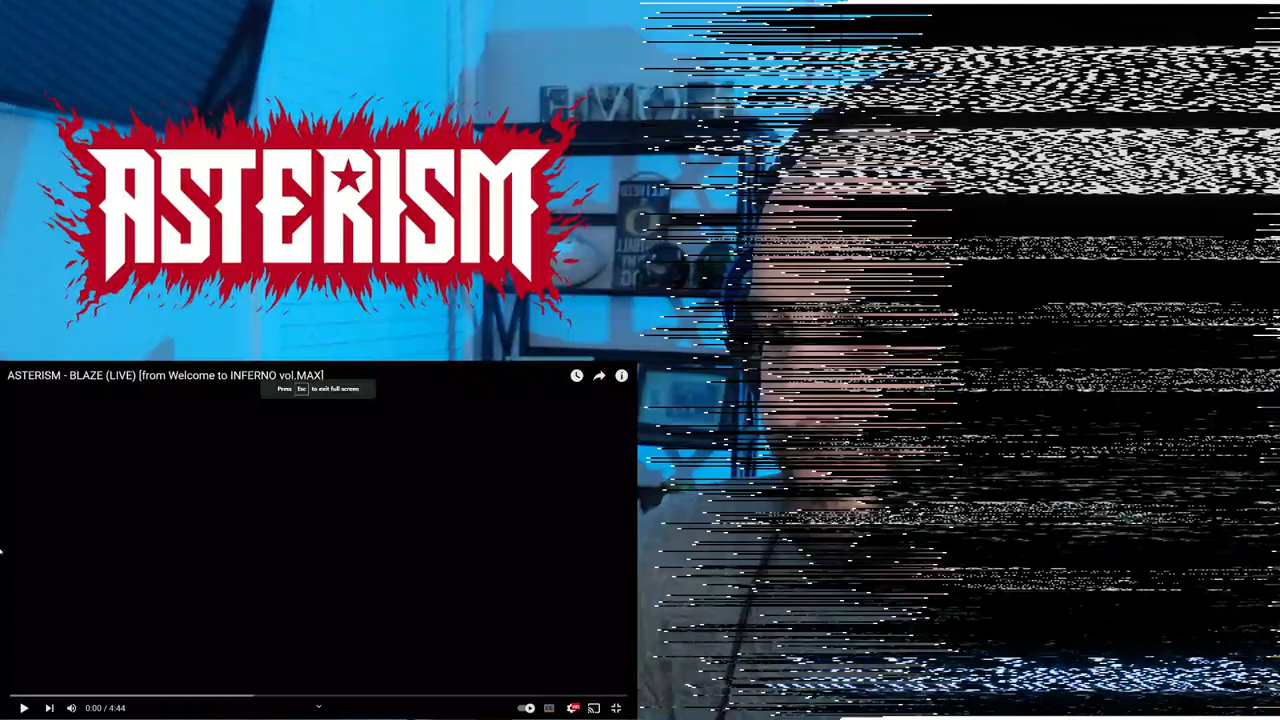 ASTERISM
ASTERISM - BLAZE (LIVE) [from Welcome to INFERNO vol.MAX]
Press Esc to exit full screen
0:00 / 4:44